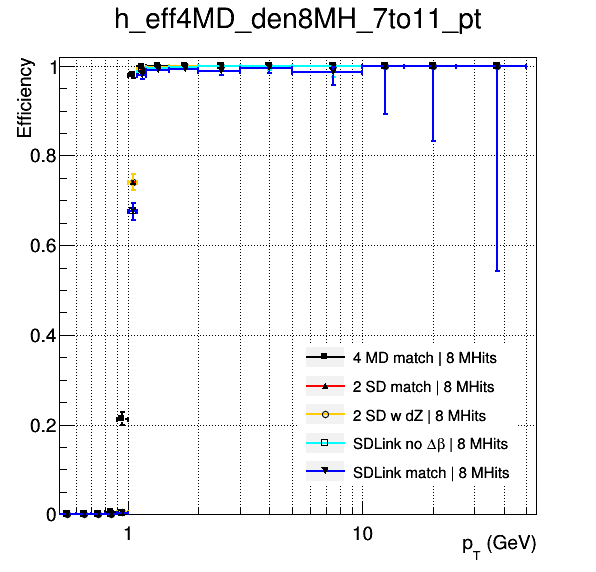 h_eff4MD_den8MH_7to11_pt
Efficiency
1
0.8
0.6
0.4
0.2
0
4 MD match | 8 MHits
2 SD match | 8 MHits
2 SD w dZ | 8 MHits
SDLink no Δβ | 8 MHits
SDLink match | 8 MHits
1 10
p_T (GeV)